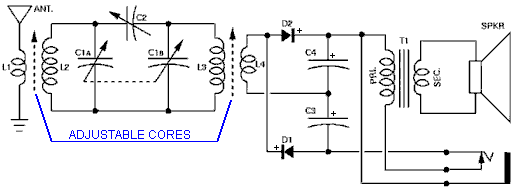 ANT.
C2
D2
+
SPKR
T1
L1
L2
C1A
C1B
L3
L4
C4
+
PRI.
SEC.
C3
+
D1
+
ADJUSTABLE CORES